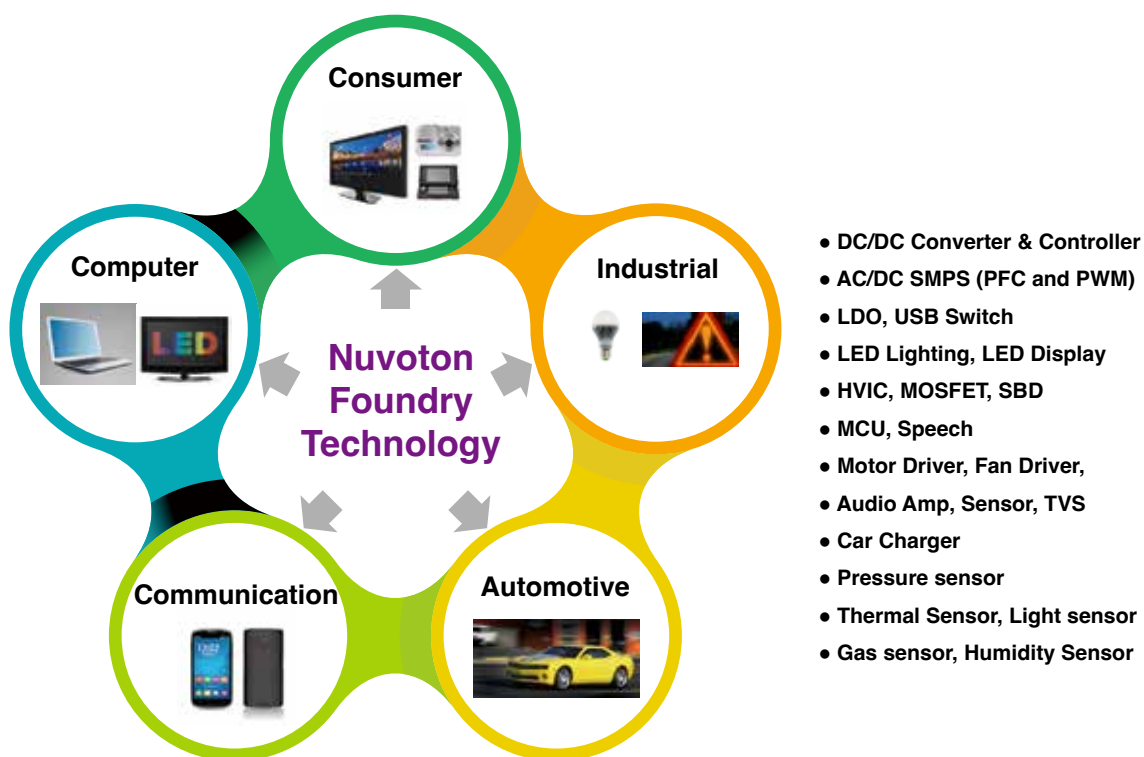 Consumer
Computer
LED
Industrial
Nuvoton
Foundry
Technology
Communication
Automotive
● DC/DC Converter & Controller
● AC/DC SMPS (PFC and PWM)
● LDO, USB Switch
● LED Lighting, LED Display
● HVIC, MOSFET, SBD
● MCU, Speech
● Motor Driver, Fan Driver,
● Audio Amp, Sensor, TVS
● Car Charger
● Pressure sensor
● Thermal Sensor, Light sensor
● Gas sensor, Humidity Sensor